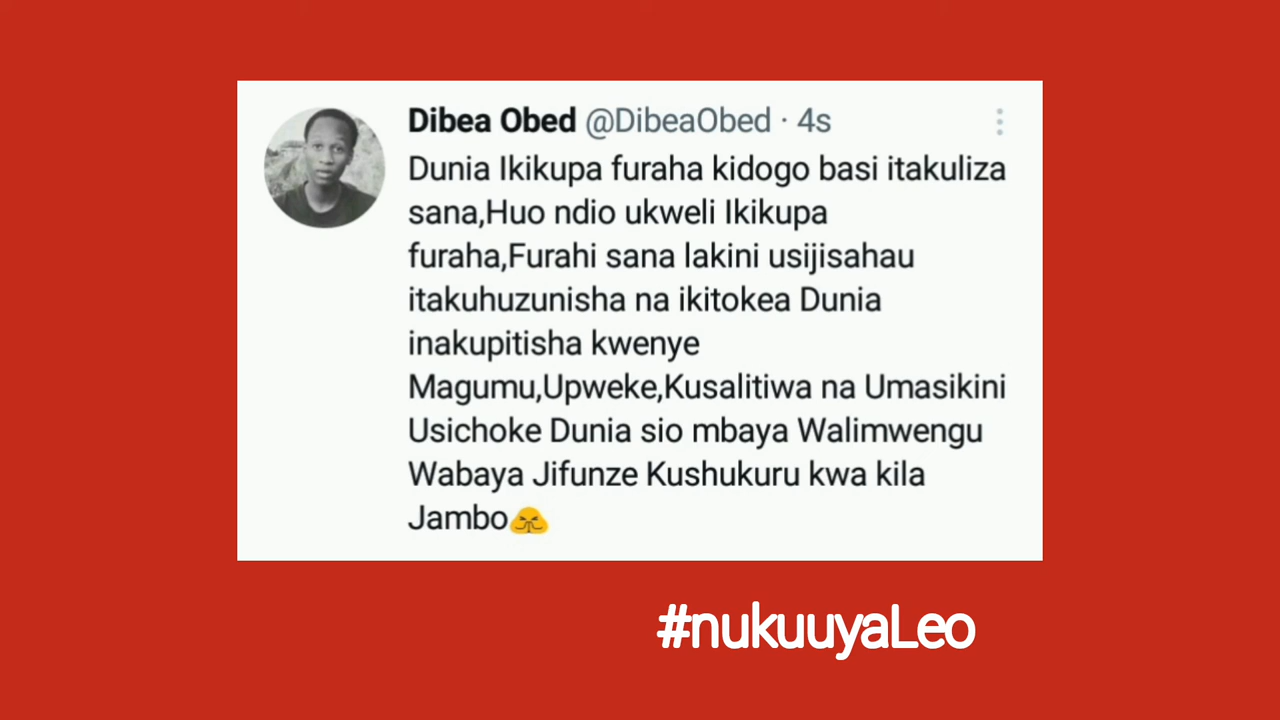 Dibea Obed @DibeaObed · 4s
Dunia Ikikupa furaha kidogo basi itakuliza
sana,Huo ndio ukweli Ikikupa
furaha,Furahi sana lakini usijisahau
itakuhuzunisha na ikitokea Dunia
inakupitisha kwenye
Magumu,Upweke,Kusalitiwa na Umasikini
Usichoke Dunia sio mbaya Walimwengu
Wabaya Jifunze Kushukuru kwa kila
Jambo
#nukuuyaLeo